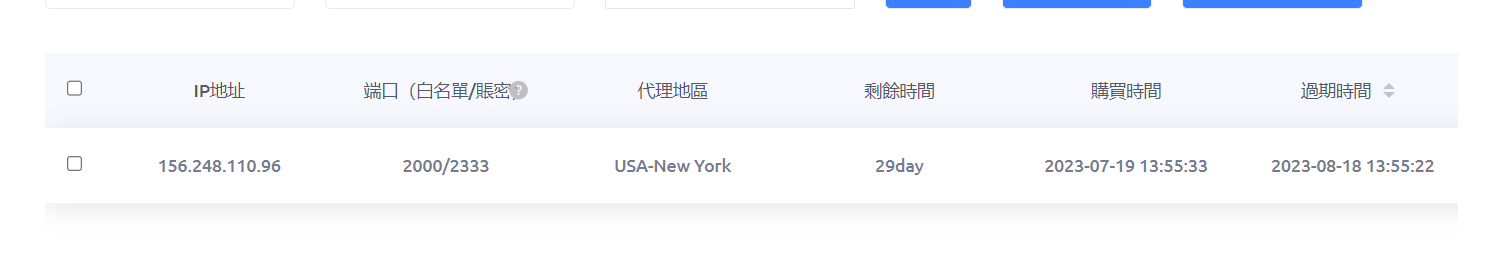 IP地址 端口（白名單/賬密 代理地區 剩餘時間 購買時間 過期時間
156.248.110.96 2000/2333 USA-New York 29day 2023-07-19 13:55:33 2023-08-18 13:55:22